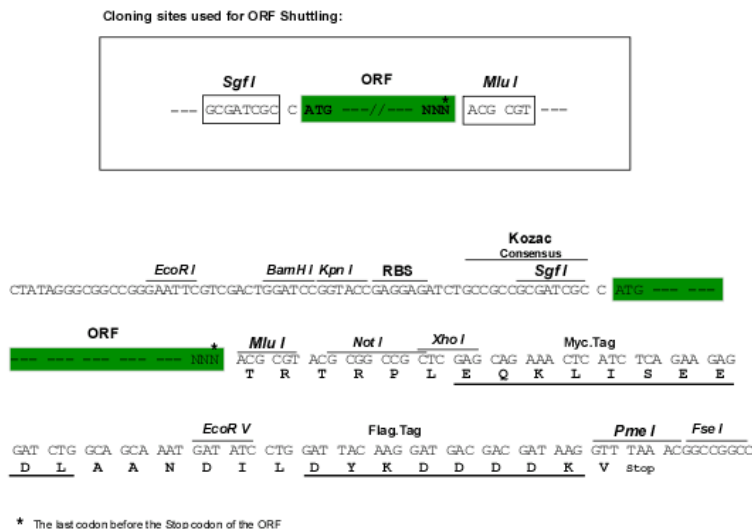 Cloning sites used for ORF Shuttling:
Sgf I ORF Mlu I
--- GCGATCGC C ATG ---//--- NNN* ACG CGT ---
Kozac
Consensus
EcoR I BamH I Kpn I RBS Sgf I
CTATAGGGCGGCCGGGAATTCGTCGACTGGATCCGGTACCGAGGAGATCTGCCGCCGCGATCGC C ATG --- ---
ORF Mlu I Not I Xho I Myc.Tag
--- --- --- --- --- NNN* ACG CGT ACG CGG CCG CTC GAG CAG AAA CTC ATC TCA GAA GAG
T R T R P L E Q K L I S E E
EcoR V Flag.Tag Pme I Fse I
GAT CTG GCA GCA AAT GAT ATC CTG GAT TAC AAG GAT GAC GAC GAT AAG GTT TAA ACGGCCGGCC
D L A A N D I L D Y K D D D D K V Stop
* The last codon before the Stop codon of the ORF